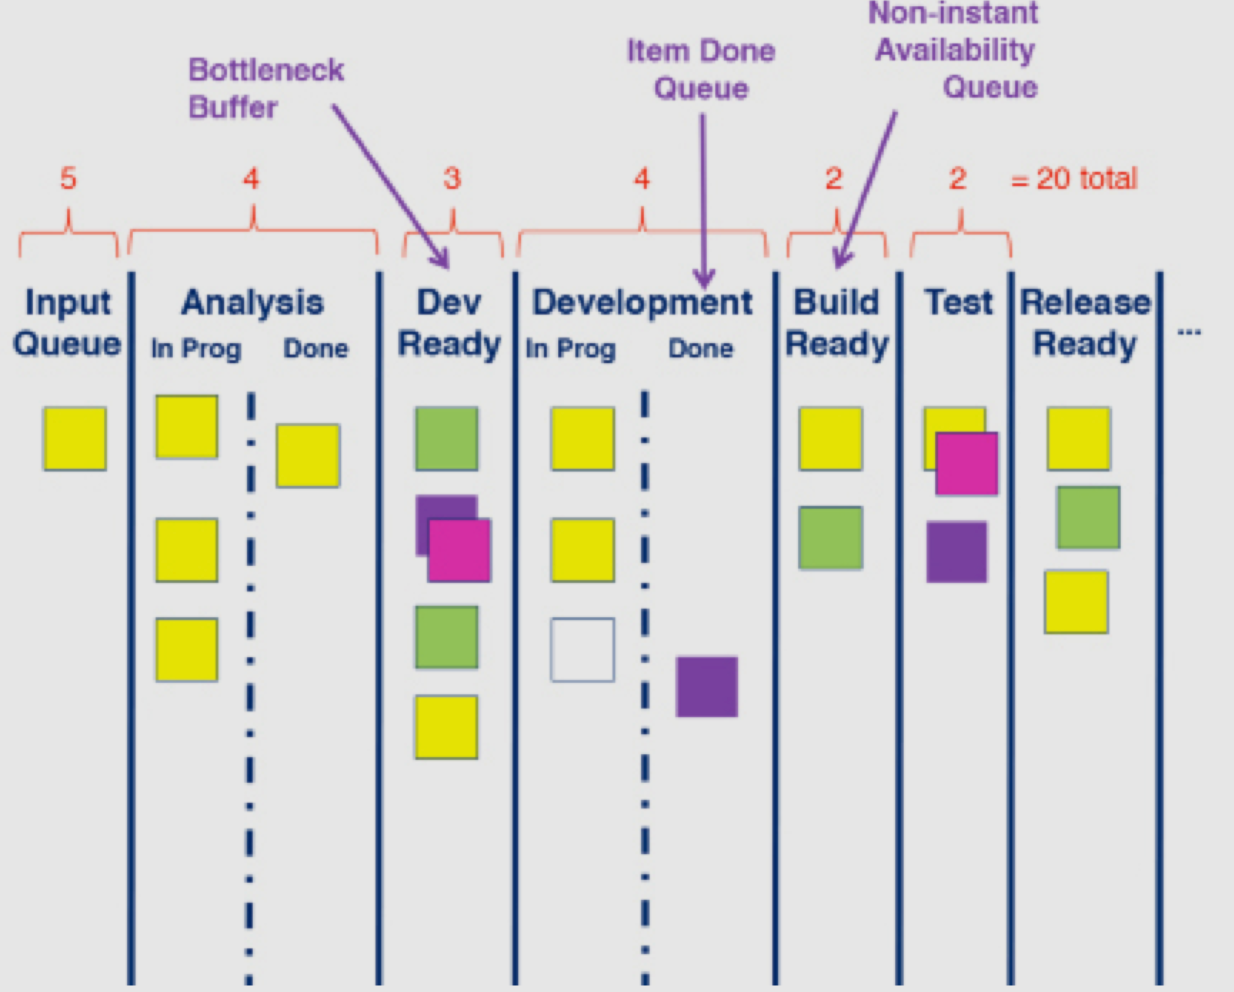 Non-instant
Availability
Queue
Item Done
Queue
Bottleneck
Buffer
5
4
3
4
2
2
= 20 total
Input
Queue
Analysis
In Prog
Done
Dev
Ready
Development
In Prog
Done
Build
Ready
Test
Release
Ready
...